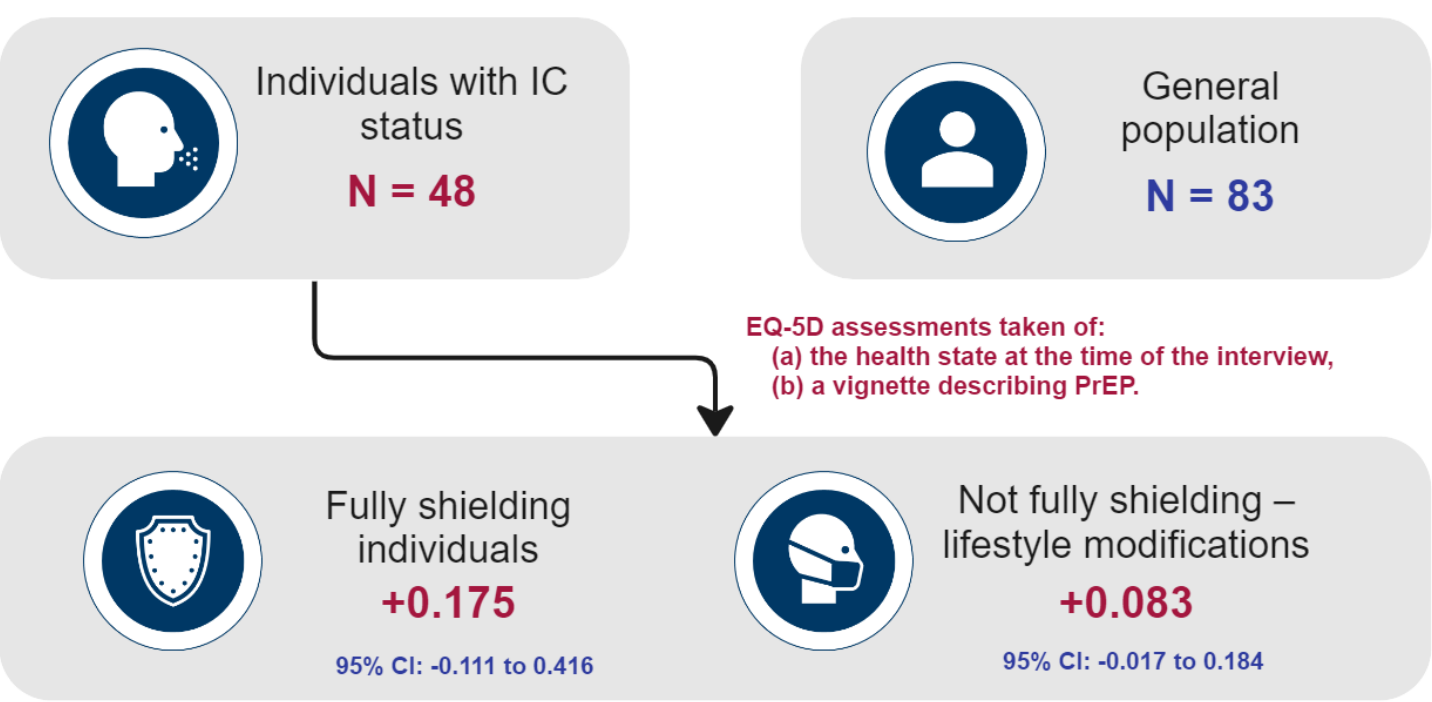 Individuals with IC
status
N = 48
General
population
N = 83
EQ-5D assessments taken of:
(a) the health state at the time of the interview,
(b) a vignette describing PrEP.
Fully shielding
individuals
+0.175
95% CI: -0.111 to 0.416
Not fully shielding –
lifestyle modifications
+0.083
95% CI: -0.017 to 0.184